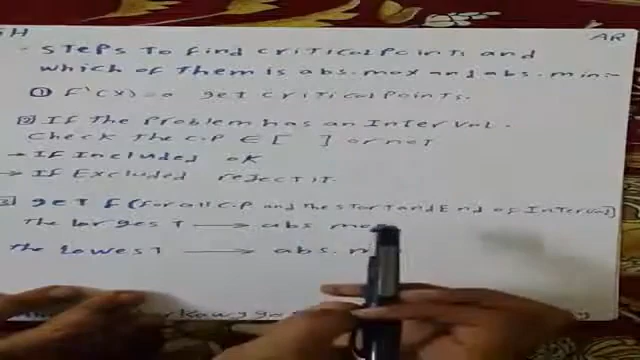 SH
AR
- STEPS To find criTical Points and
which of Them is abs.max and abs.min:-
① F'(X)=0 get criTical PoinTs.
② If The Problem has an InTerval.
check The C.P ∈ [ ] or noT
→ If Included ok
→ If Excluded rejecT iT.
3 geT F (for all C.P and The sTarT and End of InTerval)
The largesT → abs
The lowesT → abs.